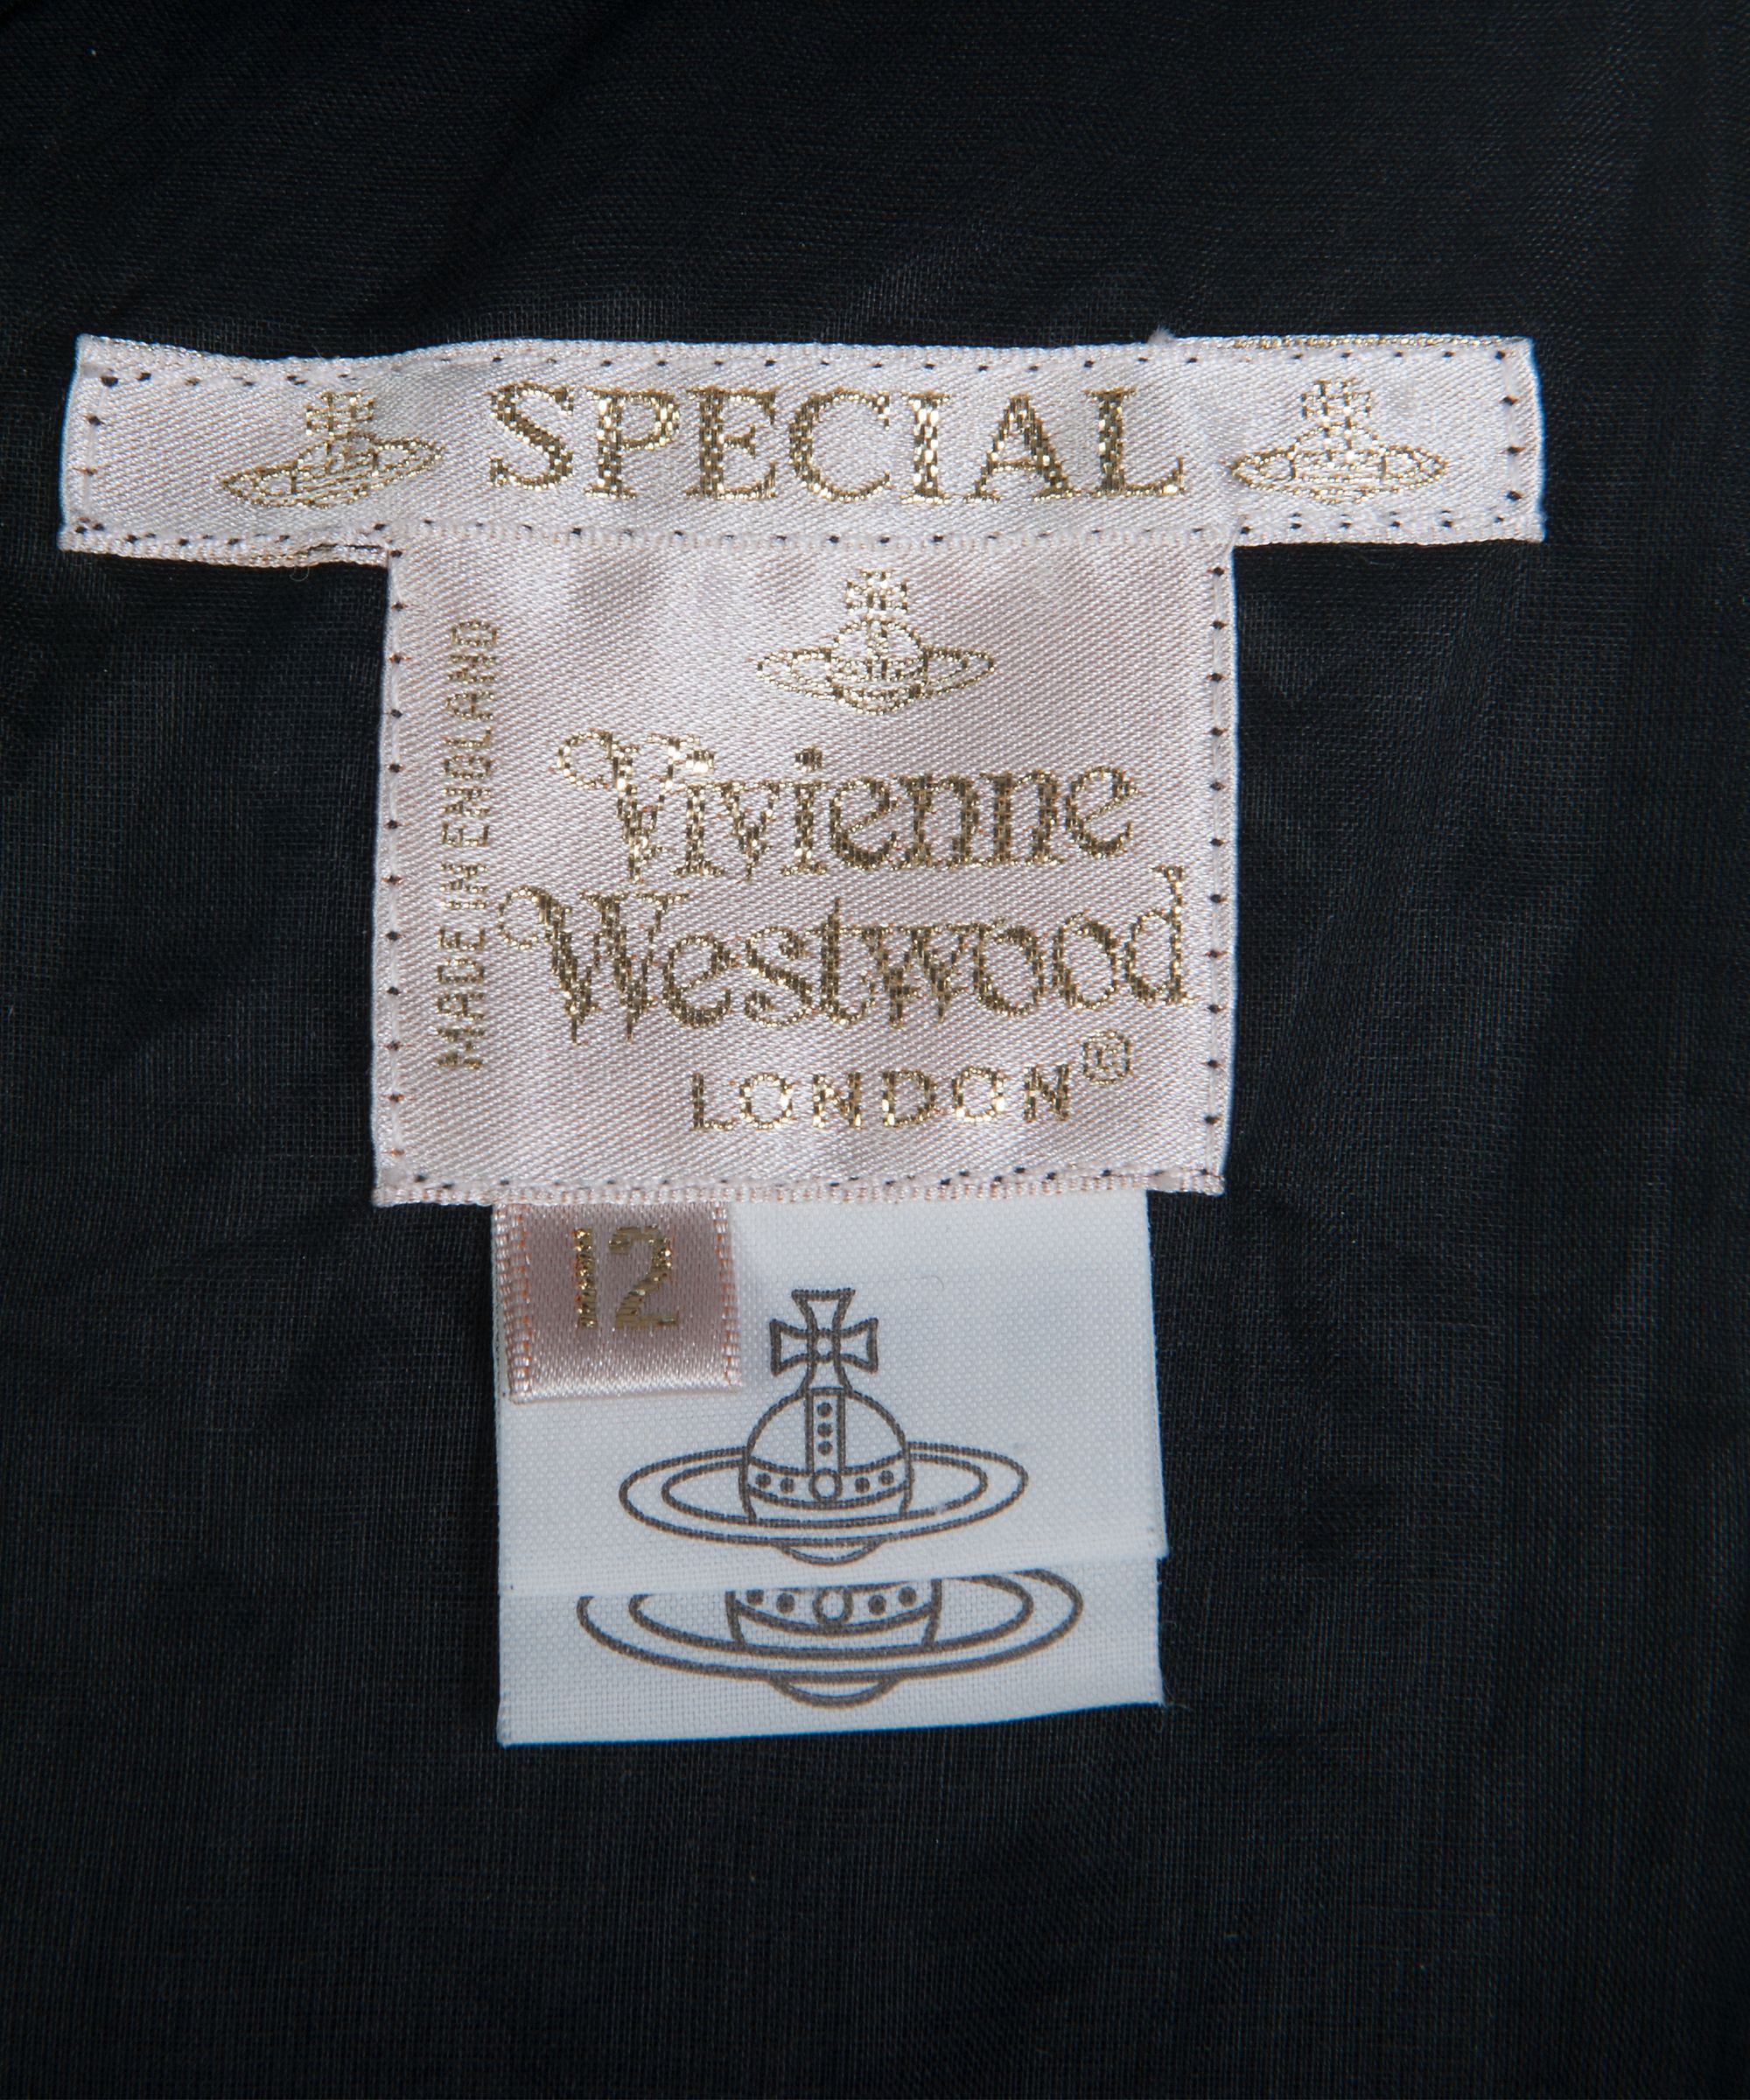 SPECIAL
MADE IN ENGLAND
Vivienne
Westwood
LONDON®
12